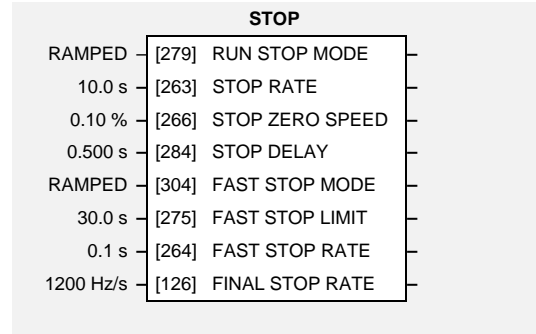 STOP
RAMPED [279] RUN STOP MODE
10.0 s [263] STOP RATE
0.10 % [266] STOP ZERO SPEED
0.500 s [284] STOP DELAY
RAMPED [304] FAST STOP MODE
30.0 s [275] FAST STOP LIMIT
0.1 s [264] FAST STOP RATE
1200 Hz/s [126] FINAL STOP RATE